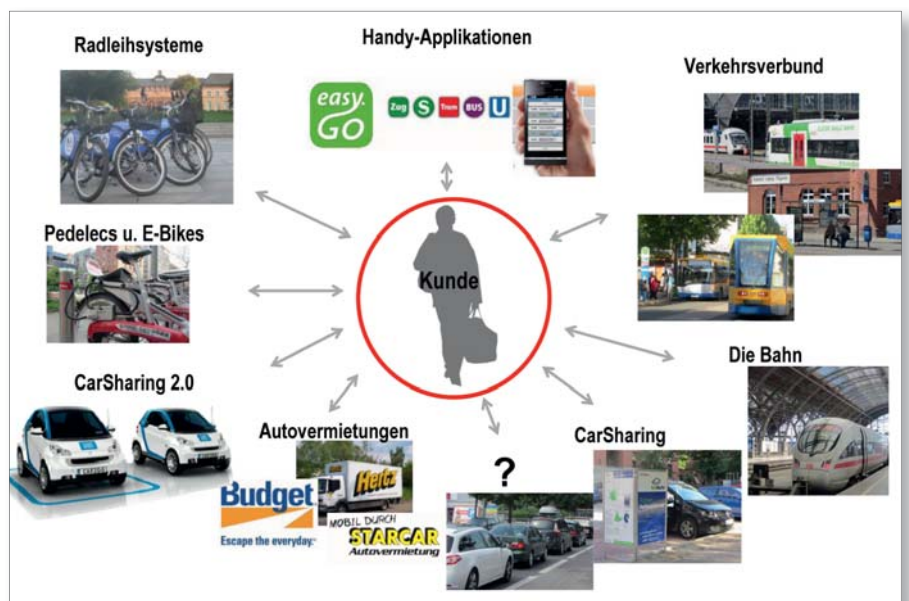 Radleihsysteme
Handy-Applikationen
Verkehrsverbund
easy.
GO
Zug S Tram BUS U
Pedelecs u. E-Bikes
Kunde
Die Bahn
CarSharing 2.0
CAR2GO
Autovermietungen
?
CarSharing
Hertz
Budget
Escape the everyday.
MOBIL DURCH
STARCAR
Autovermietung